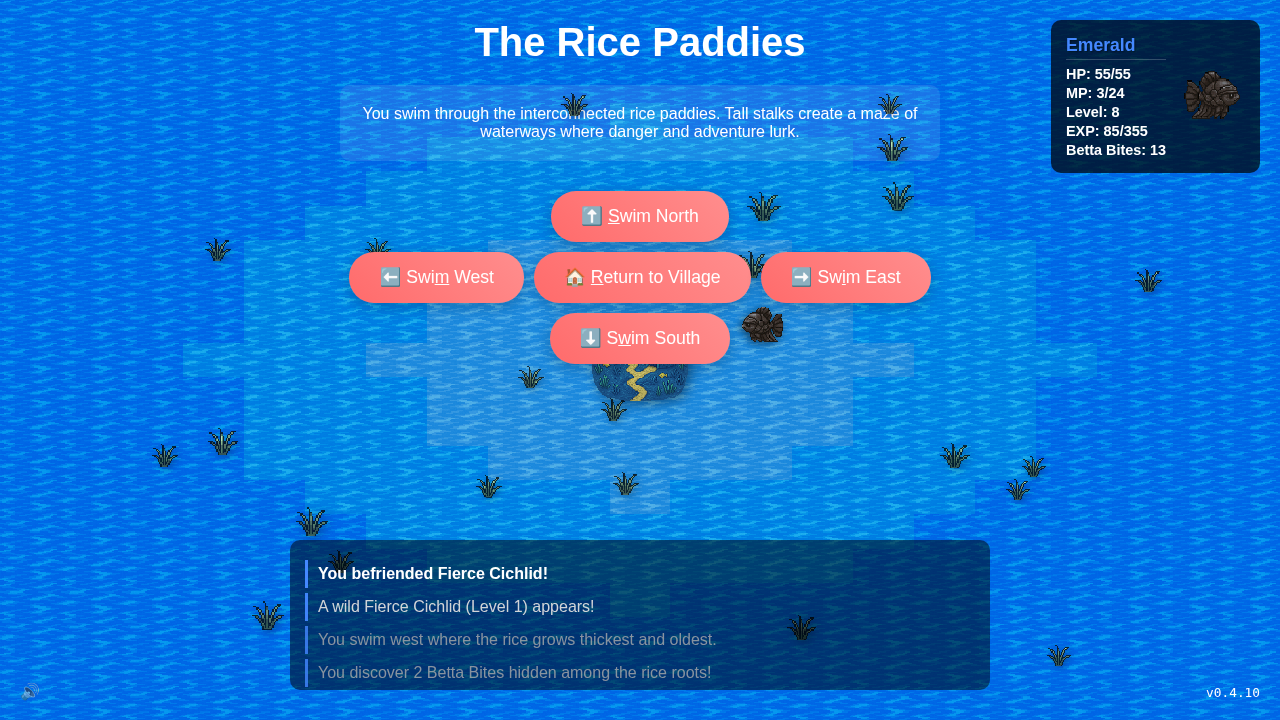 The Rice Paddies
You swim through the interconnected rice paddies. Tall stalks create a maze of
waterways where danger and adventure lurk.
Emerald
HP: 55/55
MP: 3/24
Level: 8
EXP: 85/355
Betta Bites: 13
Swim North
Swim West
Return to Village
Swim East
Swim South
You befriended Fierce Cichlid!
A wild Fierce Cichlid (Level 1) appears!
You swim west where the rice grows thickest and oldest.
You discover 2 Betta Bites hidden among the rice roots!
v0.4.10